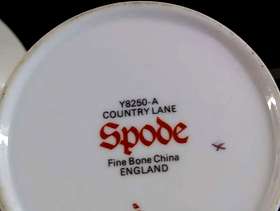 Y8250-A
COUNTRY LANE
Spode
Fine Bone China
ENGLAND